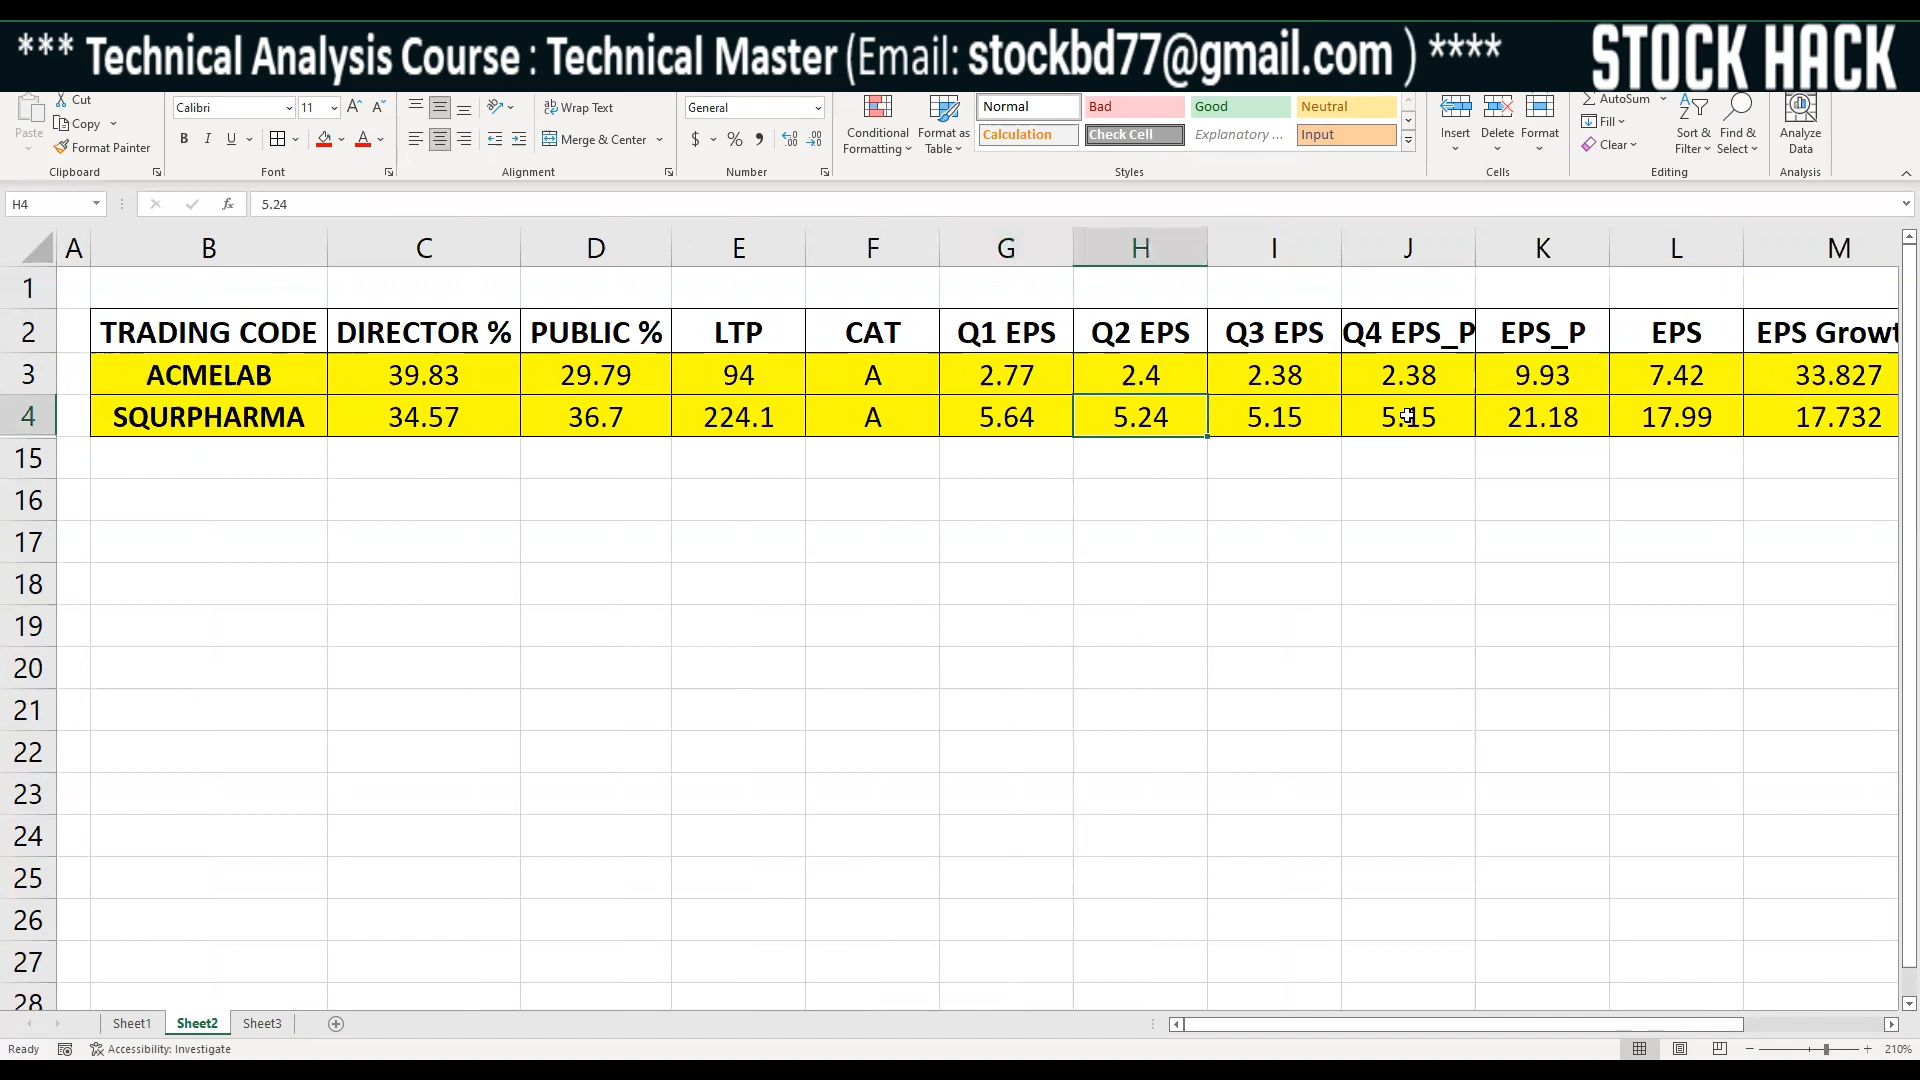 *** Technical Analysis Course : Technical Master (Email: stockbd77@gmail.com ) ****
STOCK HACK
Paste
Cut
Copy
Format Painter
Clipboard
Calibri
11
B I U
Font
Wrap Text
Merge & Center
Alignment
General
$ % ,
Number
Conditional Formatting
Format as Table
Normal Bad Good Neutral
Calculation Check Cell Explanatory ... Input
Styles
Insert Delete Format
Cells
AutoSum
Fill
Clear
Sort & Filter
Find & Select
Editing
Analyze Data
Analysis
H4
fx
5.24
A B C D E F G H I J K L M
1
2 TRADING CODE DIRECTOR % PUBLIC % LTP CAT Q1 EPS Q2 EPS Q3 EPS Q4 EPS_P EPS_P EPS EPS Growt
3 ACMELAB 39.83 29.79 94 A 2.77 2.4 2.38 2.38 9.93 7.42 33.827
4 SQURPHARMA 34.57 36.7 224.1 A 5.64 5.24 5.15 5.15 21.18 17.99 17.732
15
16
17
18
19
20
21
22
23
24
25
26
27
28
Sheet1 Sheet2 Sheet3
Ready
Accessibility: Investigate
210%